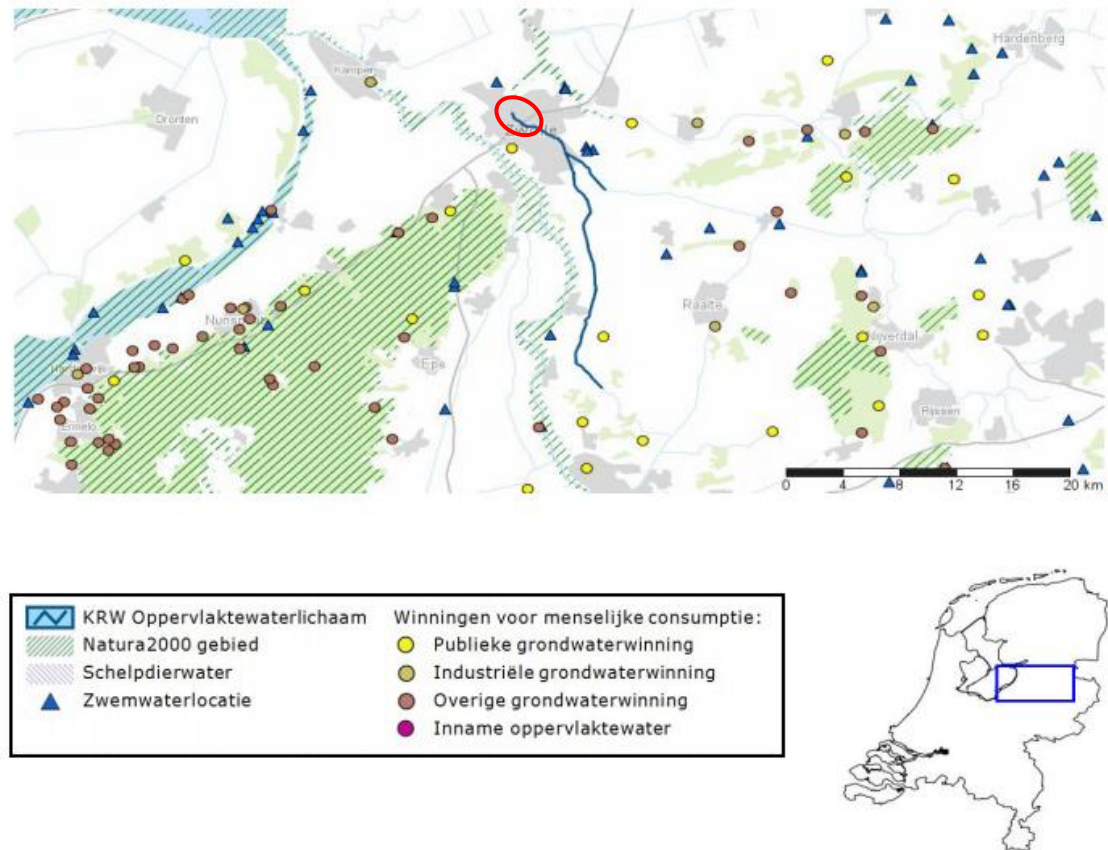 Hardenberg
Kampen
Dronten
Zwolle
Raalte
Nunspeet
Nijverdal
Epe
Rijssen
Ermelo
0 4 8 12 16 20 km
KRW Oppervlaktewaterlichaam
Natura2000 gebied
Schelpdierwater
Zwemwaterlocatie
Winningen voor menselijke consumptie:
Publieke grondwaterwinning
Industriële grondwaterwinning
Overige grondwaterwinning
Inname oppervlaktewater